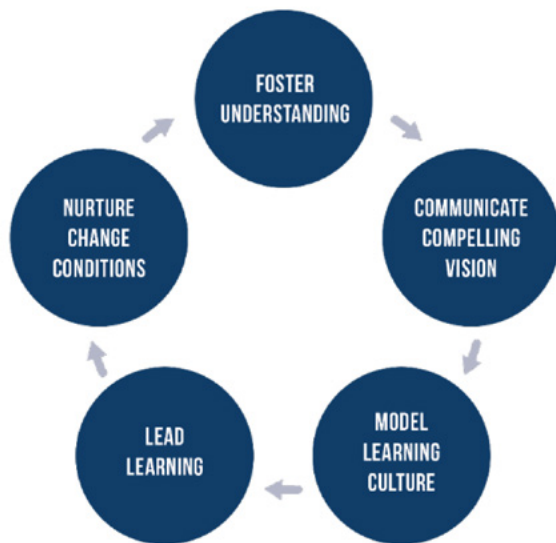 FOSTER
UNDERSTANDING
COMMUNICATE
COMPELLING
VISION
MODEL
LEARNING
CULTURE
LEAD
LEARNING
NURTURE
CHANGE
CONDITIONS